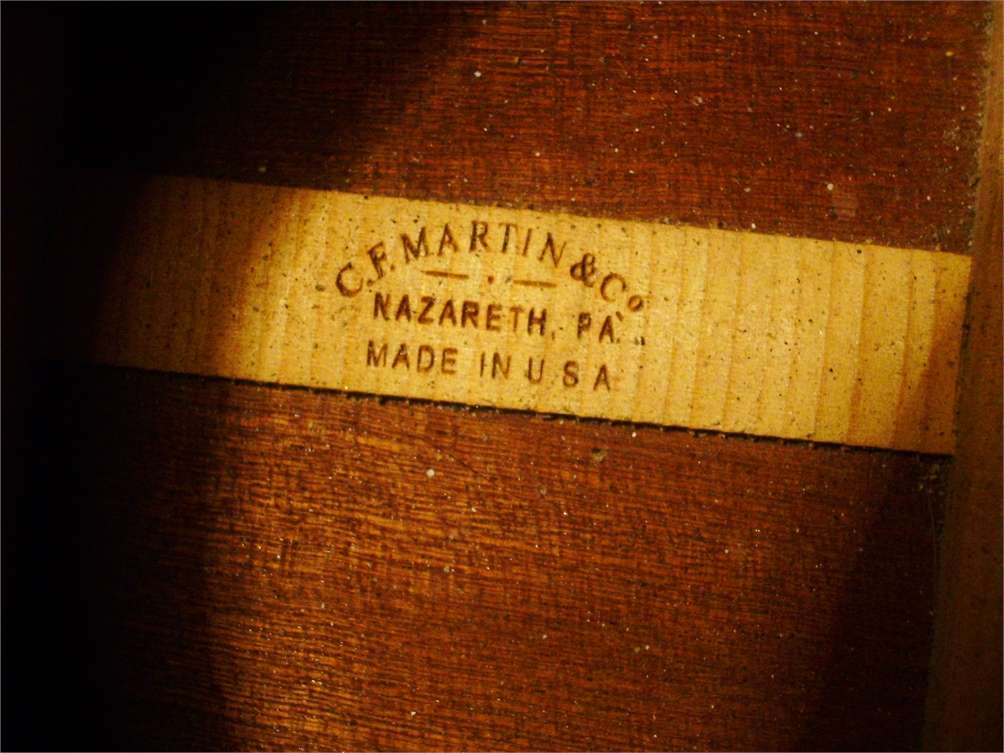 C.F. MARTIN & Co
NAZARETH, PA.
MADE IN U S A